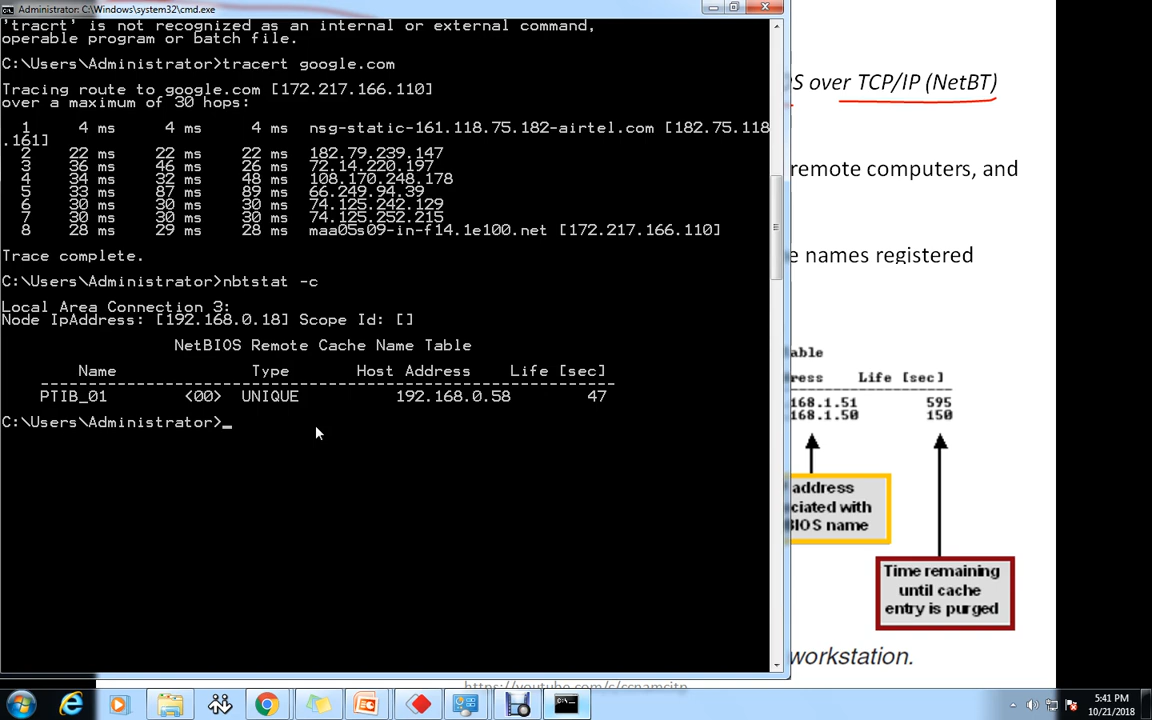 Administrator: C:\Windows\system32\cmd.exe
'tracrt' is not recognized as an internal or external command,
operable program or batch file.
C:\Users\Administrator>tracert google.com
Tracing route to google.com [172.217.166.110]
over a maximum of 30 hops:
1 4 ms 4 ms 4 ms nsg-static-161.118.75.182-airtel.com [182.75.118
.161]
2 22 ms 22 ms 22 ms 182.79.239.147
3 36 ms 46 ms 26 ms 72.14.220.197
4 34 ms 32 ms 48 ms 108.170.248.178
5 33 ms 87 ms 89 ms 66.249.94.39
6 30 ms 30 ms 30 ms 74.125.242.129
7 30 ms 30 ms 30 ms 74.125.252.215
8 28 ms 29 ms 28 ms maa05s09-in-f14.1e100.net [172.217.166.110]
Trace complete.
C:\Users\Administrator>nbtstat -c
Local Area Connection 3:
Node IpAddress: [192.168.0.18] Scope Id: []
NetBIOS Remote Cache Name Table
Name Type Host Address Life [sec]
------------------------------------------------------------
PTIB_01 <00> UNIQUE 192.168.0.58 47
C:\Users\Administrator>_
S over TCP/IP (NetBT)
remote computers, and
e names registered
able
ress Life [sec]
168.1.51 595
168.1.50 150
address
ciated with
BIOS name
Time remaining
until cache
entry is purged
workstation.
5:41 PM
10/21/2018